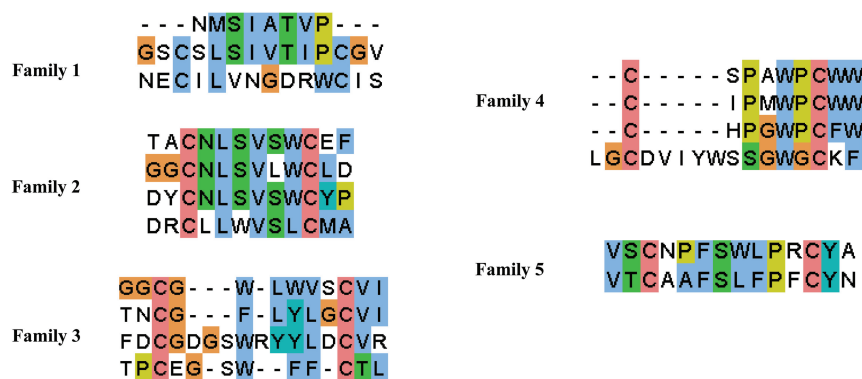 Family 1
---NMSIATVP---
GSCSLSIVTIPCGV
NECILVNGDRWCIS
Family 2
TACNLSVSWCEF
GGCNLSVLWCLD
DYCNLSVSWCYP
DRCLLWVSLCMA
Family 3
GGCG---W-LWVSCVI
TNCG---F-LYLGCVI
FDCGDGSWRYYLDCVR
TPCEG-SW--FF-CTL
Family 4
--C-----SPAWPCWW
--C-----IPMWPCWW
--C-----HPGWPCFW
LGCDVIYWSSGWGCKF
Family 5
VSCNPFSWLPRCYA
VTCAAFSLFPFCYN